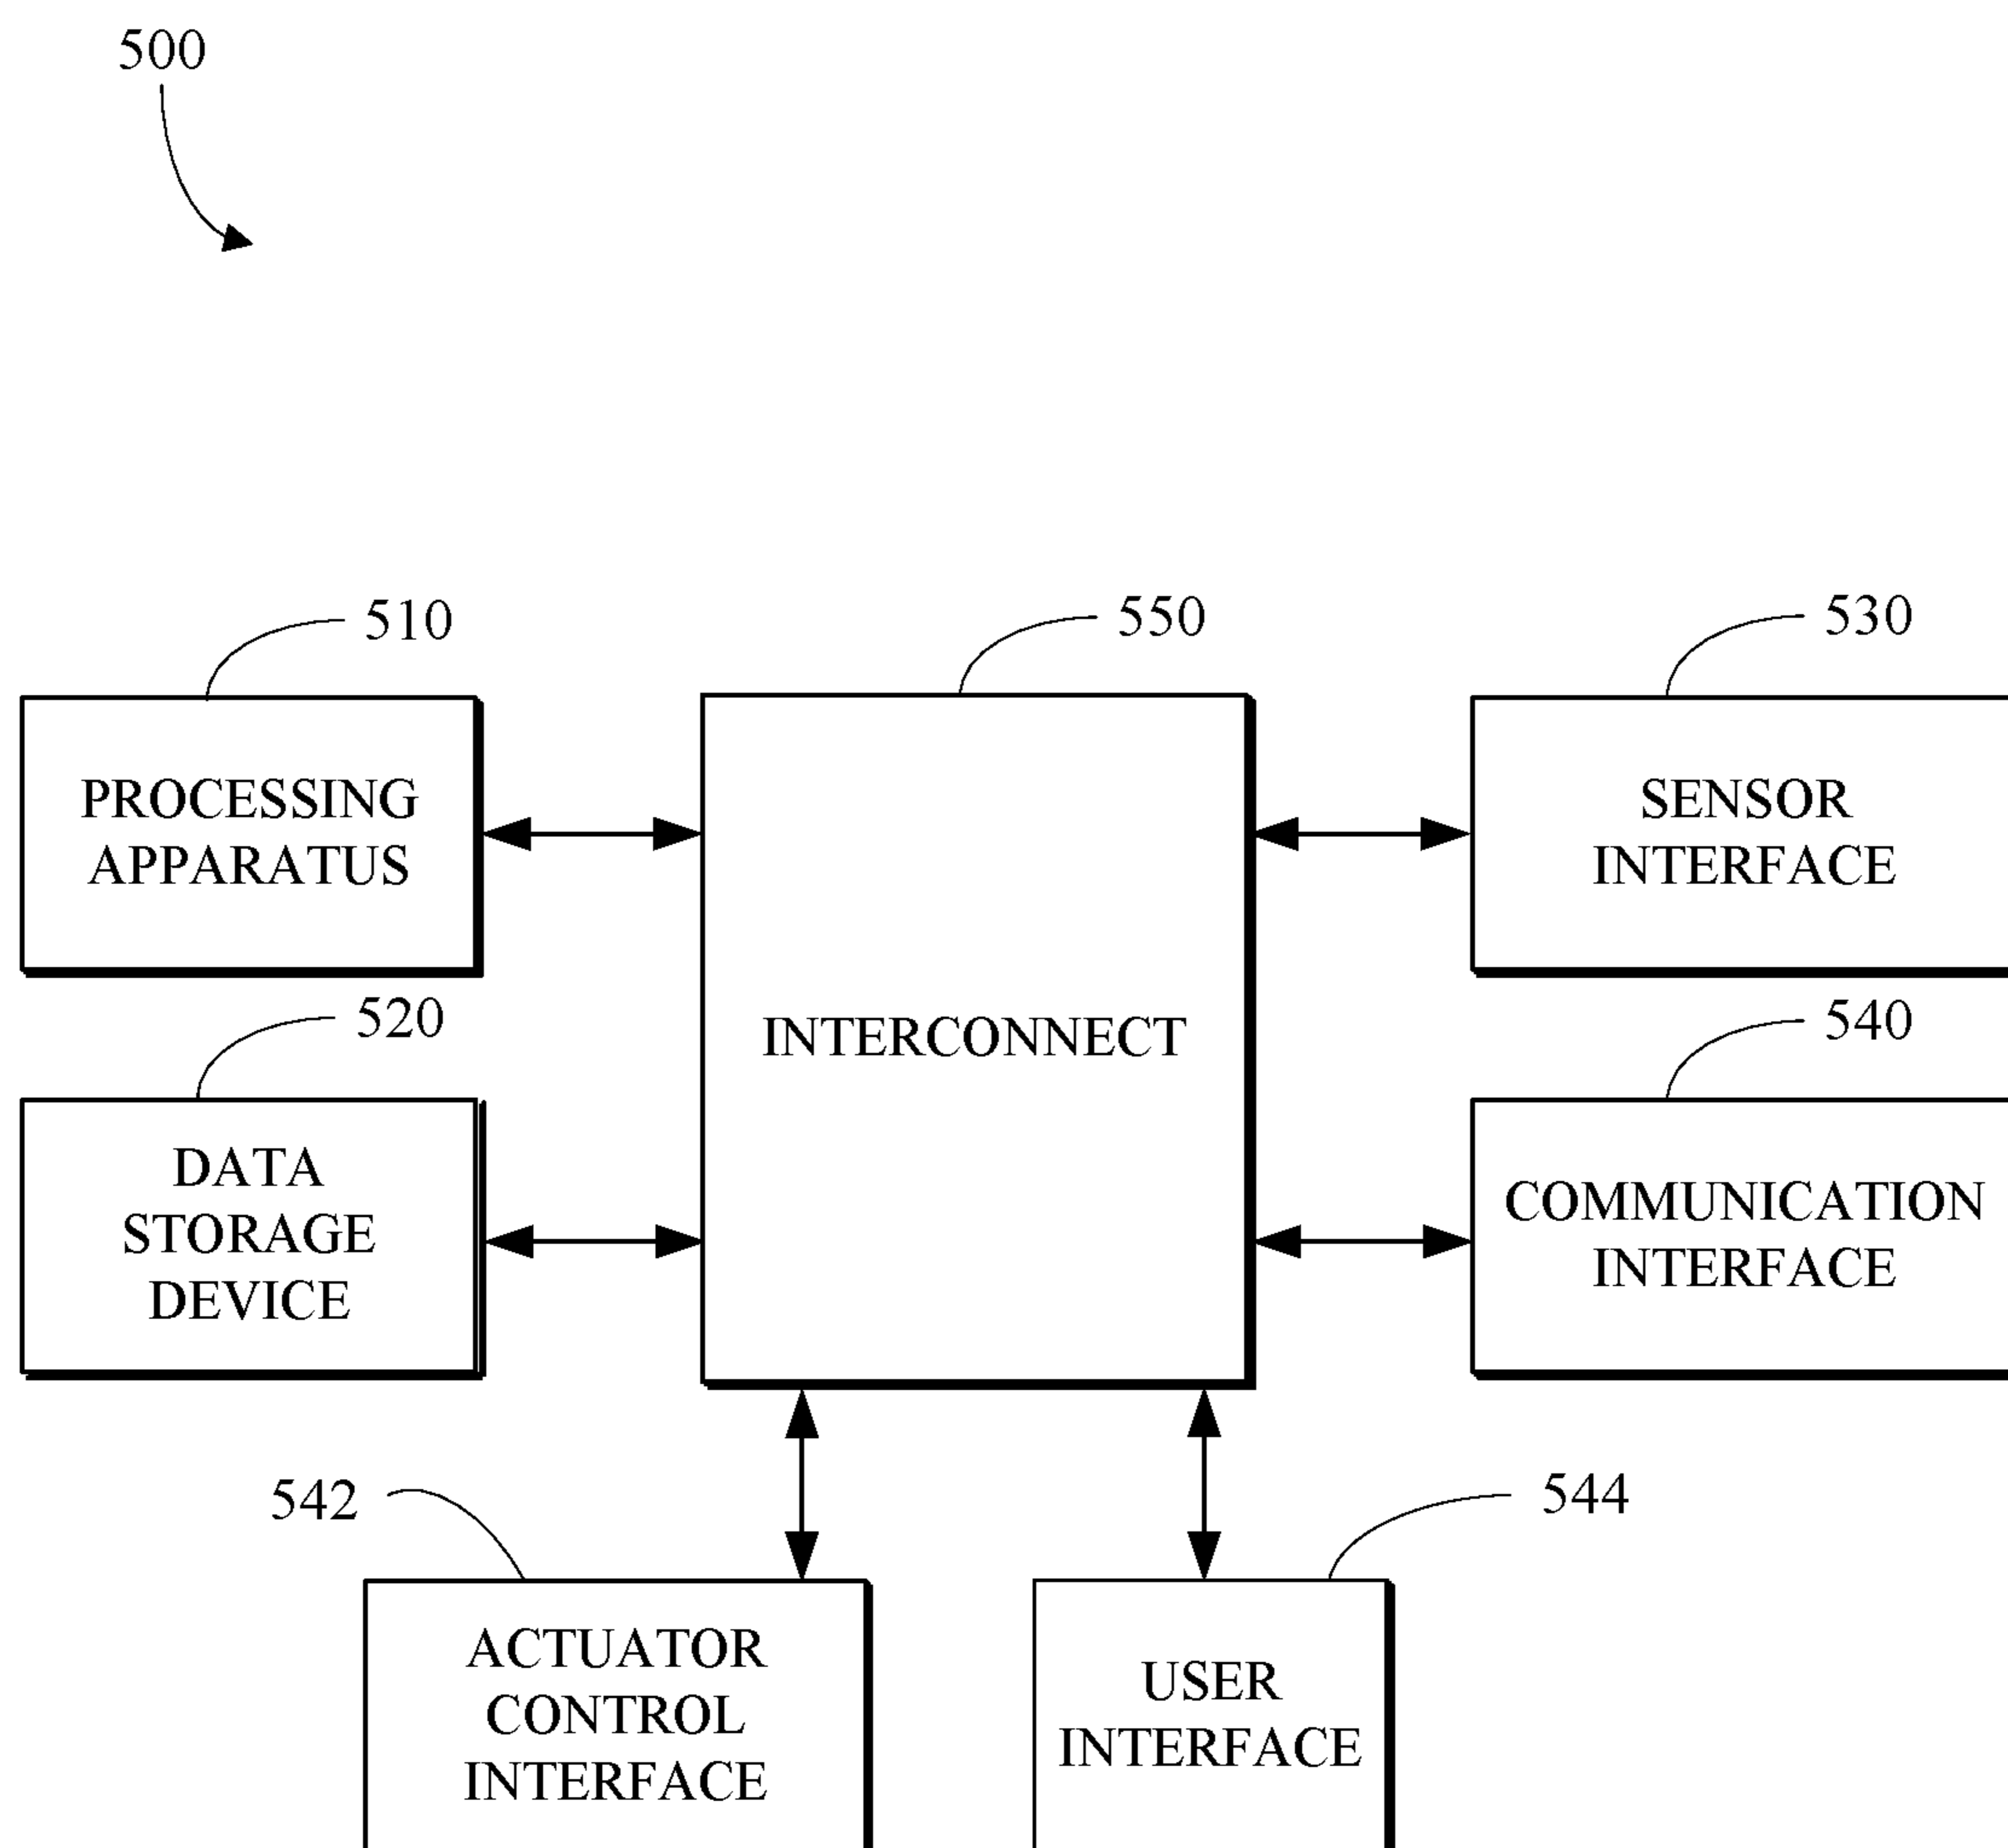 500
510
550
530
PROCESSING
APPARATUS
SENSOR
INTERFACE
INTERCONNECT
520
540
DATA
STORAGE
DEVICE
COMMUNICATION
INTERFACE
542
544
ACTUATOR
CONTROL
INTERFACE
USER
INTERFACE